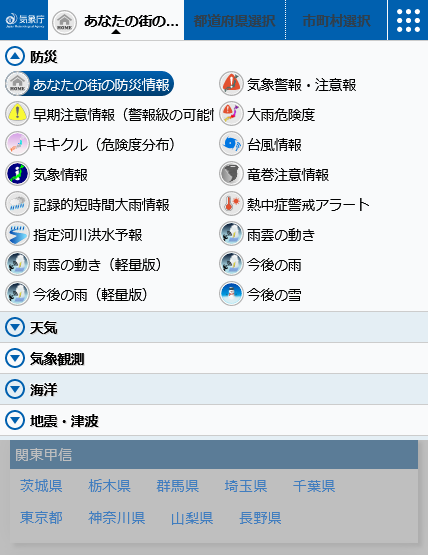 気象庁 あなたの街の... 都道府県選択 市町村選択
Japan Meteorological Agency HOME
防災
HOME あなたの街の防災情報 気象警報・注意報
早期注意情報（警報級の可能 大雨危険度
キキクル（危険度分布） 台風情報
気象情報 竜巻注意情報
記録的短時間大雨情報 熱中症警戒アラート
指定河川洪水予報 雨雲の動き
雨雲の動き（軽量版） 今後の雨
今後の雨（軽量版） 今後の雪
天気
気象観測
海洋
地震・津波
関東甲信
茨城県 栃木県 群馬県 埼玉県 千葉県
東京都 神奈川県 山梨県 長野県